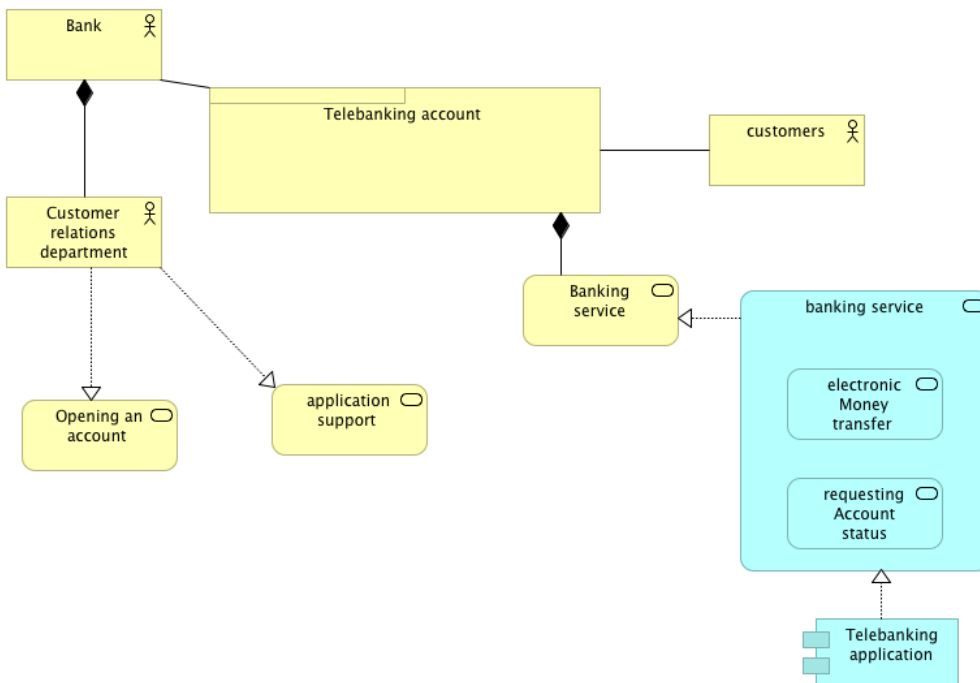 Bank
Telebanking account
customers
Customer
relations
department
Banking
service
banking service
electronic
Money
transfer
Opening an
account
application
support
requesting
Account
status
Telebanking
application